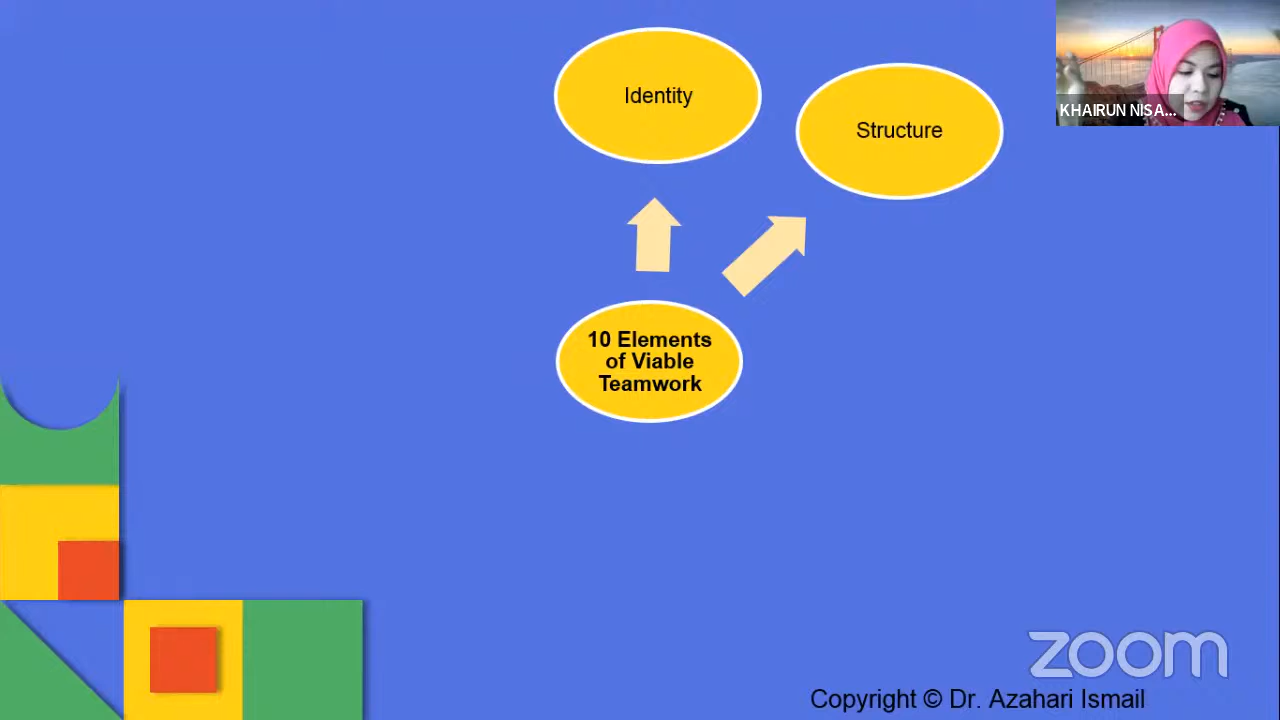 Identity
Structure
KHAIRUN NISA...
10 Elements
of Viable
Teamwork
zoom
Copyright © Dr. Azahari Ismail